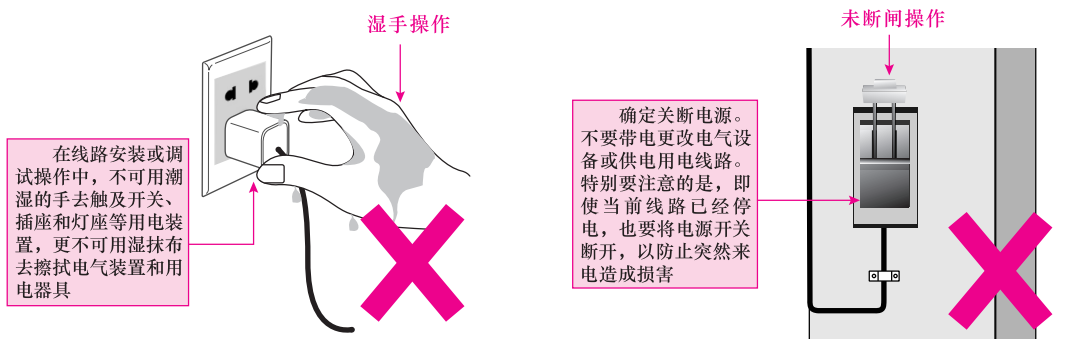 湿手操作
在线路安装或调
试操作中，不可用潮
湿的手去触及开关、
插座和灯座等用电装
置，更不可用湿抹布
去擦拭电气装置和用
电器具
未断闸操作
确定关断电源。
不要带电更改电气设
备或供电用电线路。
特别要注意的是，即
使当前线路已经停
电，也要将电源开关
断开，以防止突然来
电造成损害